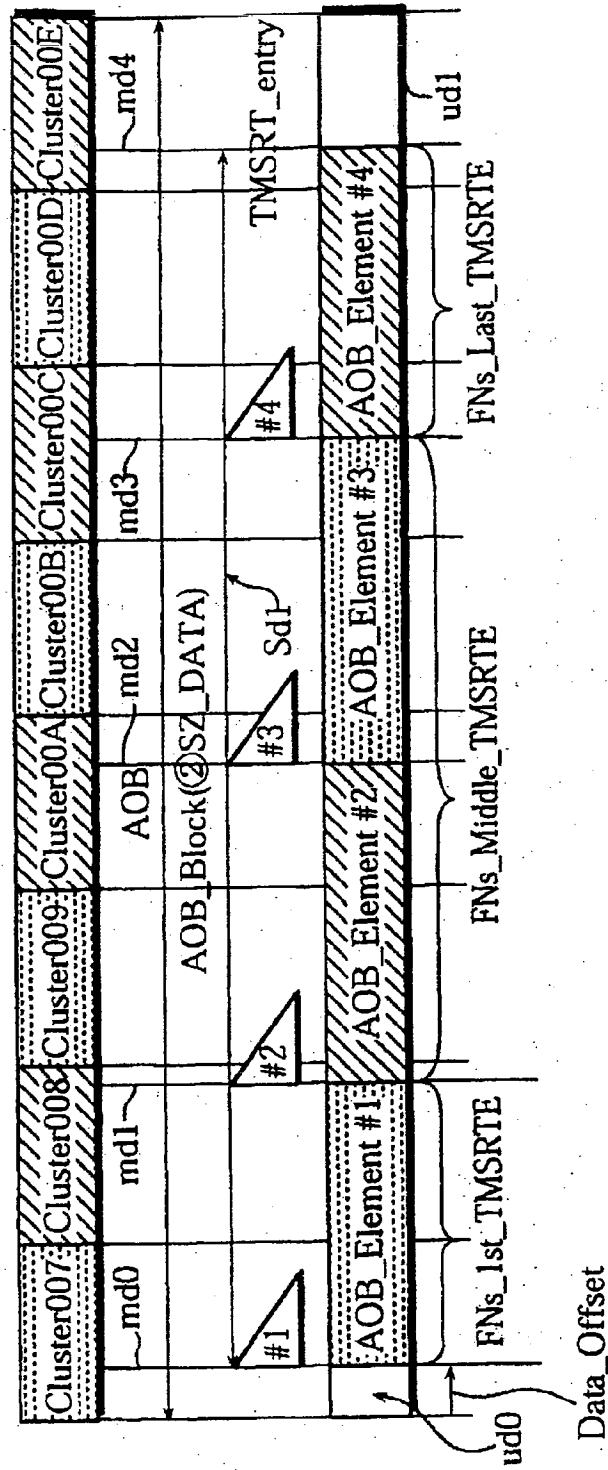 Cluster007 Cluster008 Cluster009 Cluster00A Cluster00B Cluster00C Cluster00D Cluster00E
md0 md1 md2 md3 md4
AOB
AOB_Block(②SZ_DATA)
Sd1
TMSRT_entry
#1 #2 #3 #4
AOB_Element #1 AOB_Element #2 AOB_Element #3 AOB_Element #4
ud0 ud1
FNs_1st_TMSRTE FNs_Middle_TMSRTE FNs_Last_TMSRTE
Data_Offset